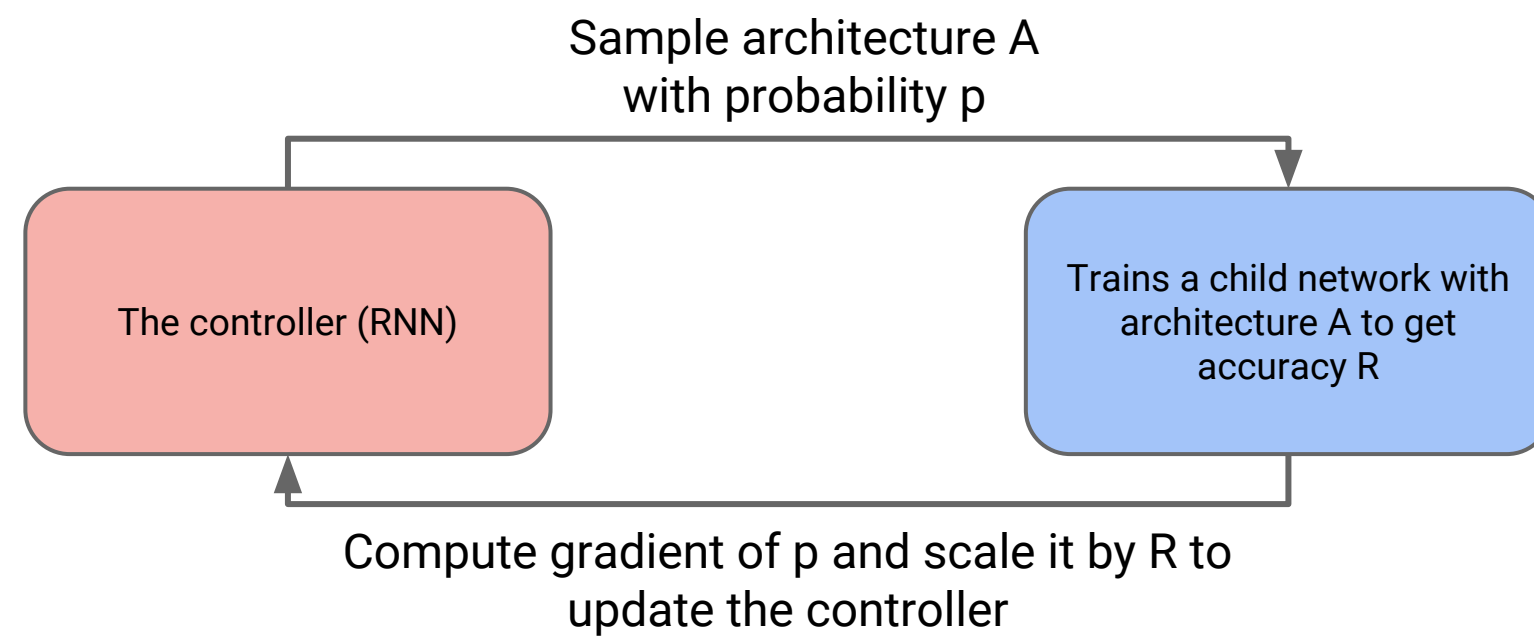 Sample architecture A
with probability p
The controller (RNN)
Trains a child network with
architecture A to get
accuracy R
Compute gradient of p and scale it by R to
update the controller